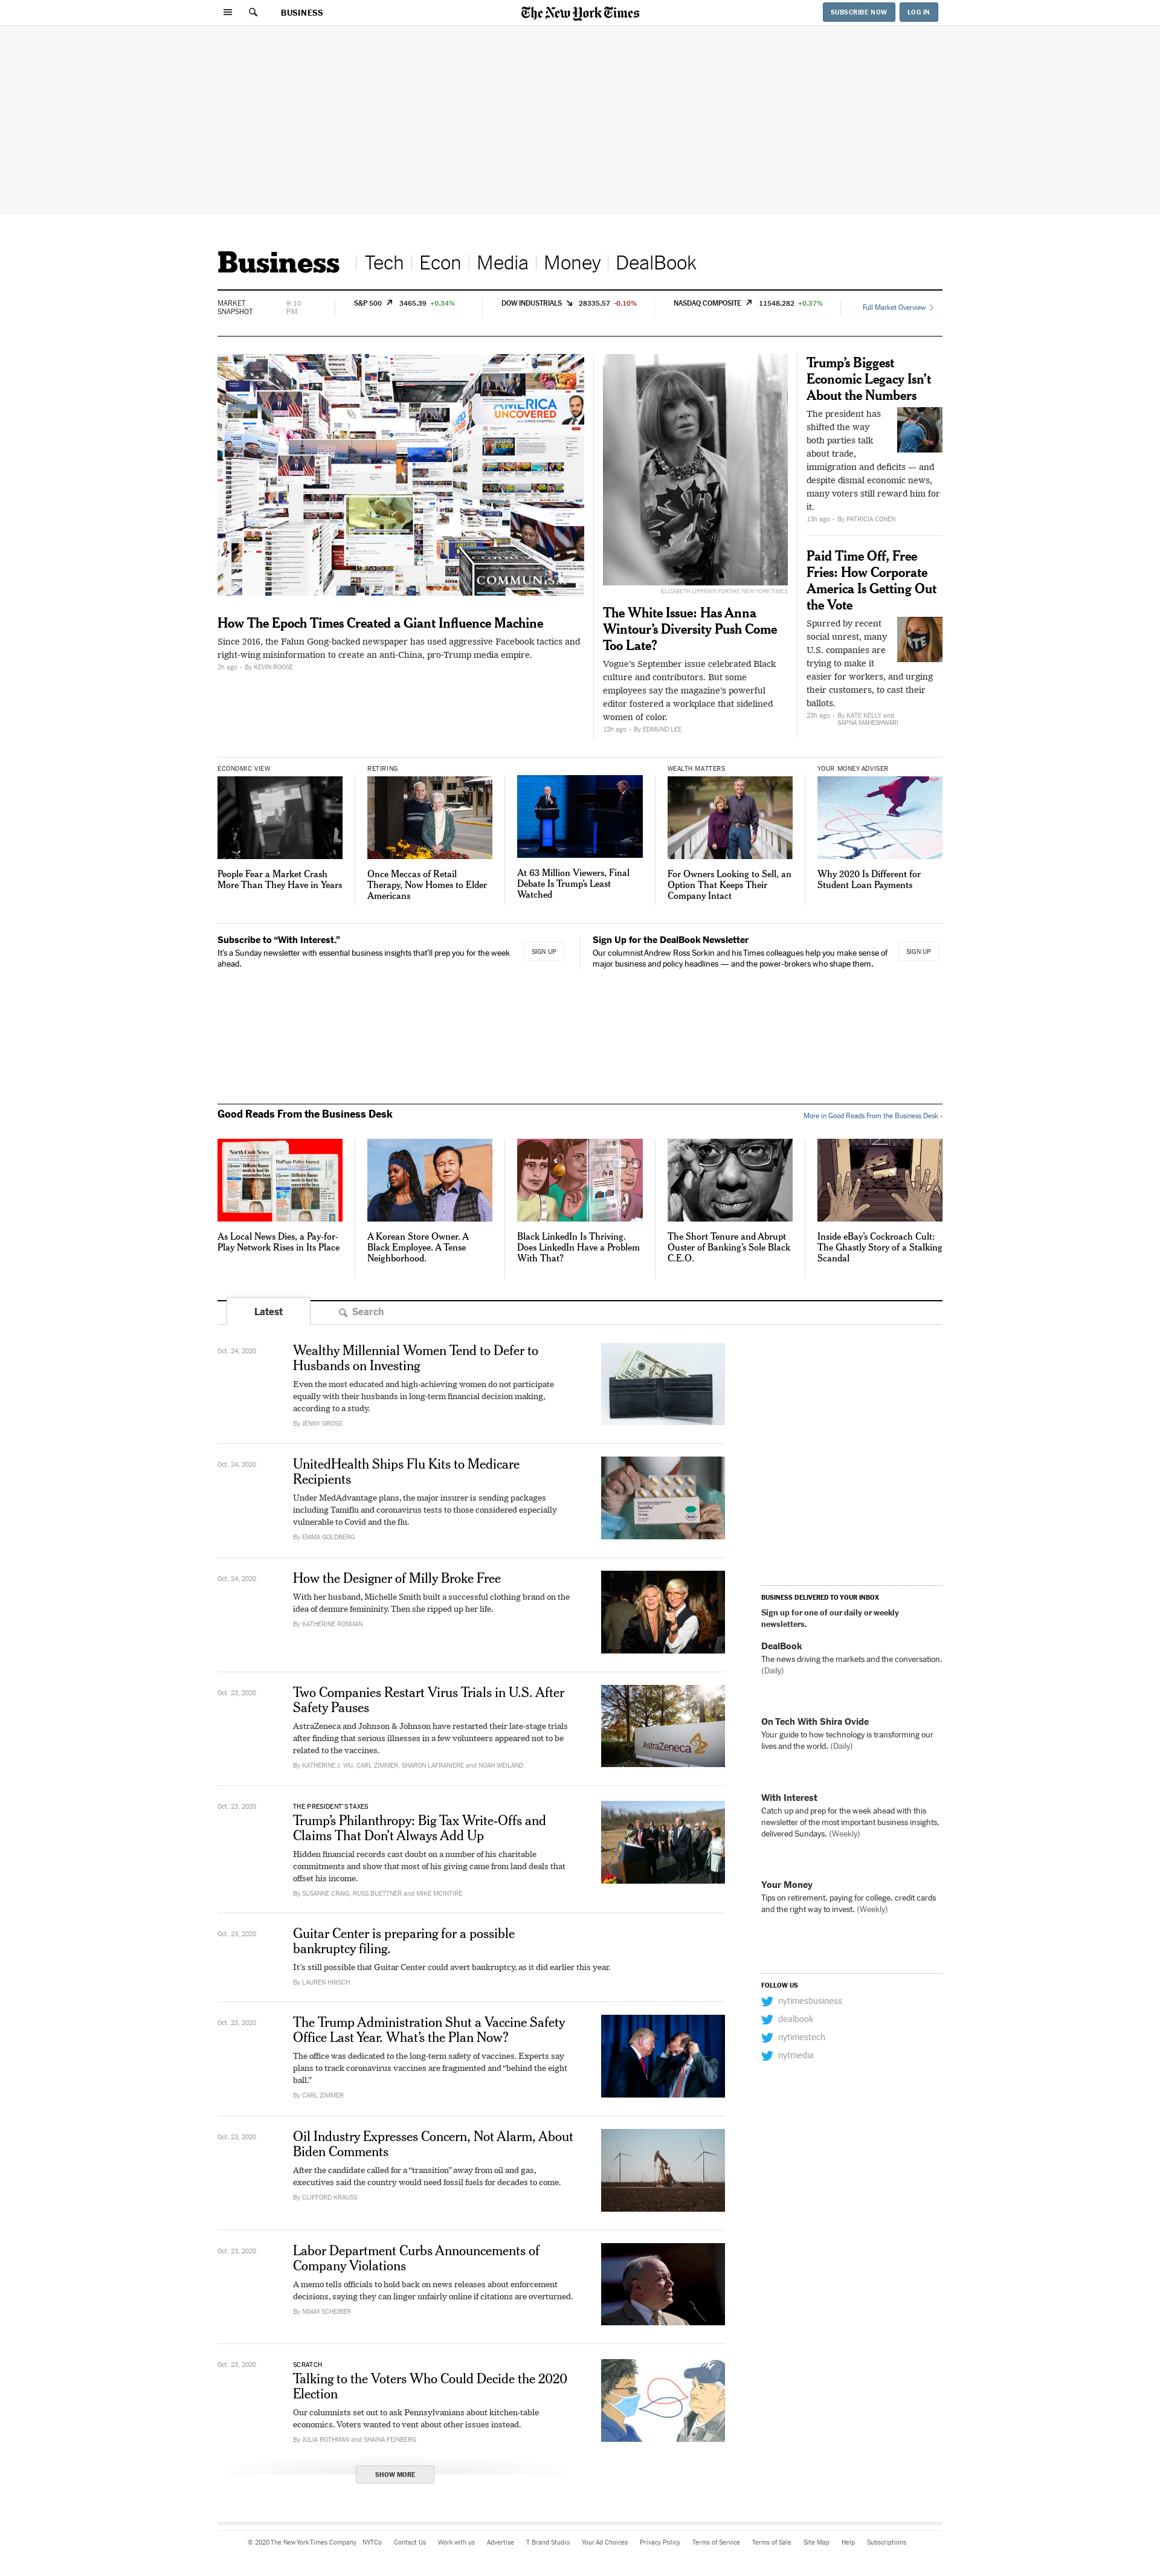 BUSINESS
The New York Times
SUBSCRIBE NOW
LOG IN
Business
Tech
Econ
Media
Money
DealBook
MARKET
SNAPSHOT
9:10
P.M.
S&P 500 3465.39 +0.34%
DOW INDUSTRIALS 28335.57 -0.10%
NASDAQ COMPOSITE 11548.282 +0.37%
Full Market Overview
AMERICA
UNCOVERED
How The Epoch Times Created a Giant Influence Machine
Since 2016, the Falun Gong-backed newspaper has used aggressive Facebook tactics and
right-wing misinformation to create an anti-China, pro-Trump media empire.
2h ago • By KEVIN ROOSE
ELIZABETH LIPPMAN FOR THE NEW YORK TIMES
The White Issue: Has Anna
Wintour’s Diversity Push Come
Too Late?
Vogue’s September issue celebrated Black
culture and contributors. But some
employees say the magazine’s powerful
editor fostered a workplace that sidelined
women of color.
12h ago • By EDMUND LEE
Trump’s Biggest
Economic Legacy Isn’t
About the Numbers
The president has
shifted the way
both parties talk
about trade,
immigration and deficits — and
despite dismal economic news,
many voters still reward him for
it.
13h ago • By PATRICIA COHEN
Paid Time Off, Free
Fries: How Corporate
America Is Getting Out
the Vote
Spurred by recent
social unrest, many
U.S. companies are
trying to make it
easier for workers, and urging
their customers, to cast their
ballots.
23h ago • By KATE KELLY and
SAPNA MAHESHWARI
ECONOMIC VIEW
People Fear a Market Crash
More Than They Have in Years
RETIRING
Once Meccas of Retail
Therapy, Now Homes to Elder
Americans
At 63 Million Viewers, Final
Debate Is Trump’s Least
Watched
WEALTH MATTERS
For Owners Looking to Sell, an
Option That Keeps Their
Company Intact
YOUR MONEY ADVISER
Why 2020 Is Different for
Student Loan Payments
Subscribe to “With Interest.”
It’s a Sunday newsletter with essential business insights that’ll prep you for the week
ahead.
SIGN UP
Sign Up for the DealBook Newsletter
Our columnist Andrew Ross Sorkin and his Times colleagues help you make sense of
major business and policy headlines — and the power-brokers who shape them.
SIGN UP
Good Reads From the Business Desk
More in Good Reads From the Business Desk ›
As Local News Dies, a Pay-for-
Play Network Rises in Its Place
A Korean Store Owner. A
Black Employee. A Tense
Neighborhood.
Black LinkedIn Is Thriving.
Does LinkedIn Have a Problem
With That?
The Short Tenure and Abrupt
Ouster of Banking’s Sole Black
C.E.O.
Inside eBay’s Cockroach Cult:
The Ghastly Story of a Stalking
Scandal
Latest
Search
Oct. 24, 2020
Wealthy Millennial Women Tend to Defer to
Husbands on Investing
Even the most educated and high-achieving women do not participate
equally with their husbands in long-term financial decision making,
according to a study.
By JENNY GROSS
Oct. 24, 2020
UnitedHealth Ships Flu Kits to Medicare
Recipients
Under MedAdvantage plans, the major insurer is sending packages
including Tamiflu and coronavirus tests to those considered especially
vulnerable to Covid and the flu.
By EMMA GOLDBERG
Oct. 24, 2020
How the Designer of Milly Broke Free
With her husband, Michelle Smith built a successful clothing brand on the
idea of demure femininity. Then she ripped up her life.
By KATHERINE ROSMAN
Oct. 23, 2020
Two Companies Restart Virus Trials in U.S. After
Safety Pauses
AstraZeneca and Johnson & Johnson have restarted their late-stage trials
after finding that serious illnesses in a few volunteers appeared not to be
related to the vaccines.
By KATHERINE J. WU, CARL ZIMMER, SHARON LAFRANIERE and NOAH WEILAND
AstraZeneca
Oct. 23, 2020
THE PRESIDENT’S TAXES
Trump’s Philanthropy: Big Tax Write-Offs and
Claims That Don’t Always Add Up
Hidden financial records cast doubt on a number of his charitable
commitments and show that most of his giving came from land deals that
offset his income.
By SUSANNE CRAIG, RUSS BUETTNER and MIKE MCINTIRE
Oct. 23, 2020
Guitar Center is preparing for a possible
bankruptcy filing.
It’s still possible that Guitar Center could avert bankruptcy, as it did earlier this year.
By LAUREN HIRSCH
Oct. 23, 2020
The Trump Administration Shut a Vaccine Safety
Office Last Year. What’s the Plan Now?
The office was dedicated to the long-term safety of vaccines. Experts say
plans to track coronavirus vaccines are fragmented and “behind the eight
ball.”
By CARL ZIMMER
Oct. 23, 2020
Oil Industry Expresses Concern, Not Alarm, About
Biden Comments
After the candidate called for a “transition” away from oil and gas,
executives said the country would need fossil fuels for decades to come.
By CLIFFORD KRAUSS
Oct. 23, 2020
Labor Department Curbs Announcements of
Company Violations
A memo tells officials to hold back on news releases about enforcement
decisions, saying they can linger unfairly online if citations are overturned.
By NOAM SCHEIBER
Oct. 23, 2020
SCRATCH
Talking to the Voters Who Could Decide the 2020
Election
Our columnists set out to ask Pennsylvanians about kitchen-table
economics. Voters wanted to vent about other issues instead.
By JULIA ROTHMAN and SHAINA FEINBERG
SHOW MORE
BUSINESS DELIVERED TO YOUR INBOX
Sign up for one of our daily or weekly
newsletters.
DealBook
The news driving the markets and the conversation.
(Daily)
On Tech With Shira Ovide
Your guide to how technology is transforming our
lives and the world. (Daily)
With Interest
Catch up and prep for the week ahead with this
newsletter of the most important business insights,
delivered Sundays. (Weekly)
Your Money
Tips on retirement, paying for college, credit cards
and the right way to invest. (Weekly)
FOLLOW US
nytimesbusiness
dealbook
nytimestech
nytmedia
© 2020 The New York Times Company NYTCo Contact Us Work with us Advertise T Brand Studio Your Ad Choices Privacy Policy Terms of Service Terms of Sale Site Map Help Subscriptions